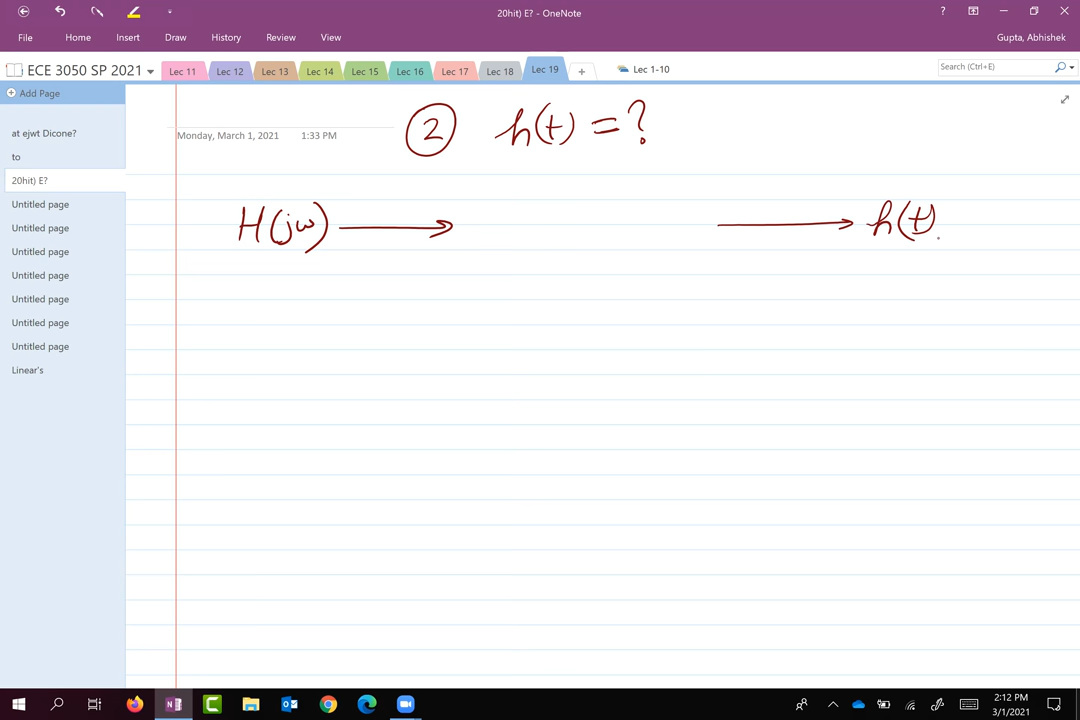 20hit) E? - OneNote
File Home Insert Draw History Review View
Gupta, Abhishek
ECE 3050 SP 2021
Lec 11 Lec 12 Lec 13 Lec 14 Lec 15 Lec 16 Lec 17 Lec 18 Lec 19 Lec 1-10
Search (Ctrl+E)
Add Page
at ejwt Dicone?
to
20hit) E?
Untitled page
Untitled page
Untitled page
Untitled page
Untitled page
Untitled page
Untitled page
Linear's
Monday, March 1, 2021 1:33 PM
② h(t) = ?
H(jω) → → h(t)
2:12 PM
3/1/2021